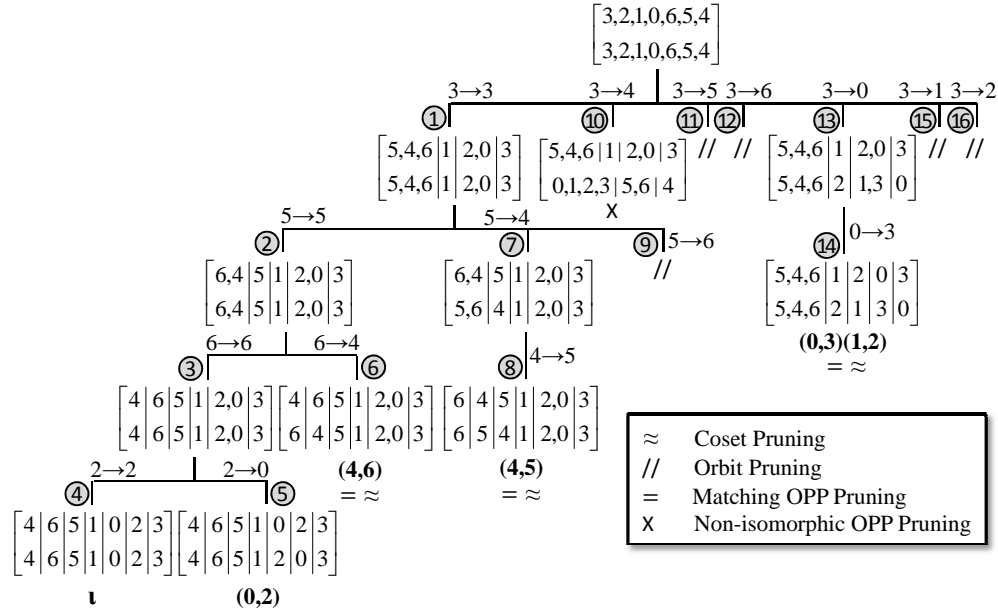 3,2,1,0,6,5,4
3,2,1,0,6,5,4
3→3 3→4 3→5 3→6 3→0 3→1 3→2
1 10 11 12 13 15 16
5,4,6|1|2,0|3 5,4,6|1|2,0|3 // // 5,4,6|1|2,0|3 // //
5,4,6|1|2,0|3 0,1,2,3|5,6|4 5,4,6|2|1,3|0
X
5→5 5→4 5→6 0→3
2 7 9 14
6,4|5|1|2,0|3 6,4|5|1|2,0|3 // 5,4,6|1|2|0|3
6,4|5|1|2,0|3 5,6|4|1|2,0|3 5,4,6|2|1|3|0
(0,3)(1,2)
= ≈
6→6 6→4 4→5
3 6 8
4|6|5|1|2,0|3 4|6|5|1|2,0|3 6|4|5|1|2,0|3
4|6|5|1|2,0|3 6|4|5|1|2,0|3 6|5|4|1|2,0|3
(4,6) (4,5)
= ≈ = ≈
2→2 2→0
4 5
4|6|5|1|0|2|3 4|6|5|1|0|2|3
4|6|5|1|0|2|3 4|6|5|1|2|0|3
ι (0,2)
≈ Coset Pruning
// Orbit Pruning
= Matching OPP Pruning
X Non-isomorphic OPP Pruning